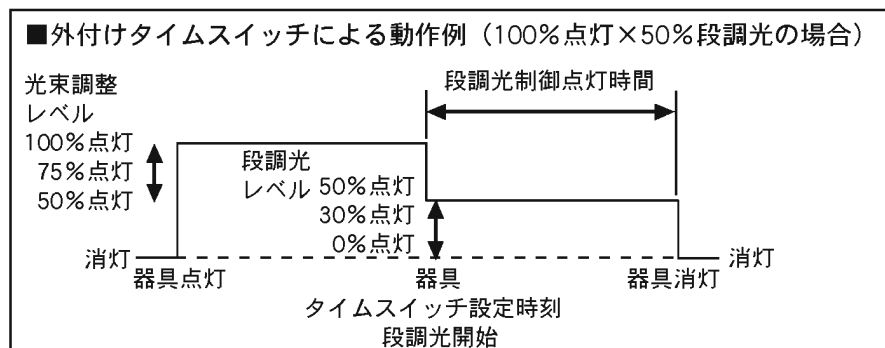 ■外付けタイムスイッチによる動作例（100%点灯×50%段調光の場合）
段調光制御点灯時間
光束調整
レベル
100%点灯
75%点灯
50%点灯
段調光
レベル
50%点灯
30%点灯
0%点灯
消灯
消灯
器具点灯
器具
器具消灯
タイムスイッチ設定時刻
段調光開始